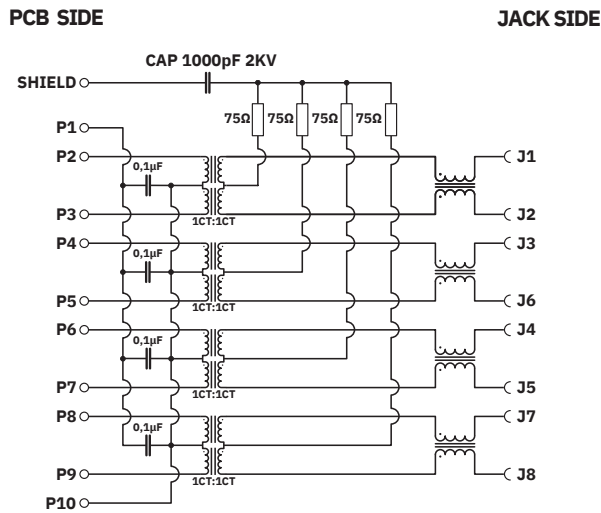 PCB SIDE
JACK SIDE
CAP 1000pF 2KV
SHIELD
75Ω 75Ω 75Ω 75Ω
P1
P2
J1
0,1µF
P3
J2
1CT:1CT
P4
J3
0,1µF
P5
J6
1CT:1CT
P6
J4
0,1µF
P7
J5
1CT:1CT
P8
J7
0,1µF
P9
J8
1CT:1CT
P10